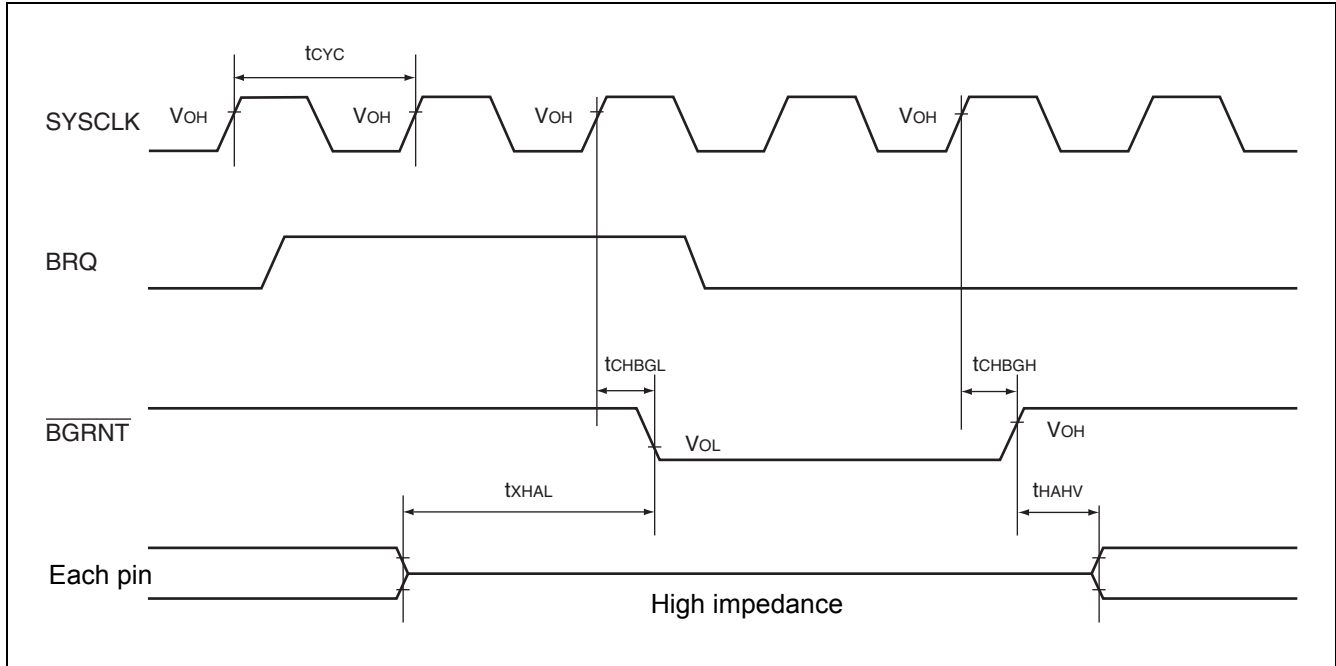 tCYC
SYSCLK VOH VOH VOH VOH
BRQ
tCHBGL tCHBGH
BGRNT VOL VOH
tXHAL tHAHV
Each pin
High impedance